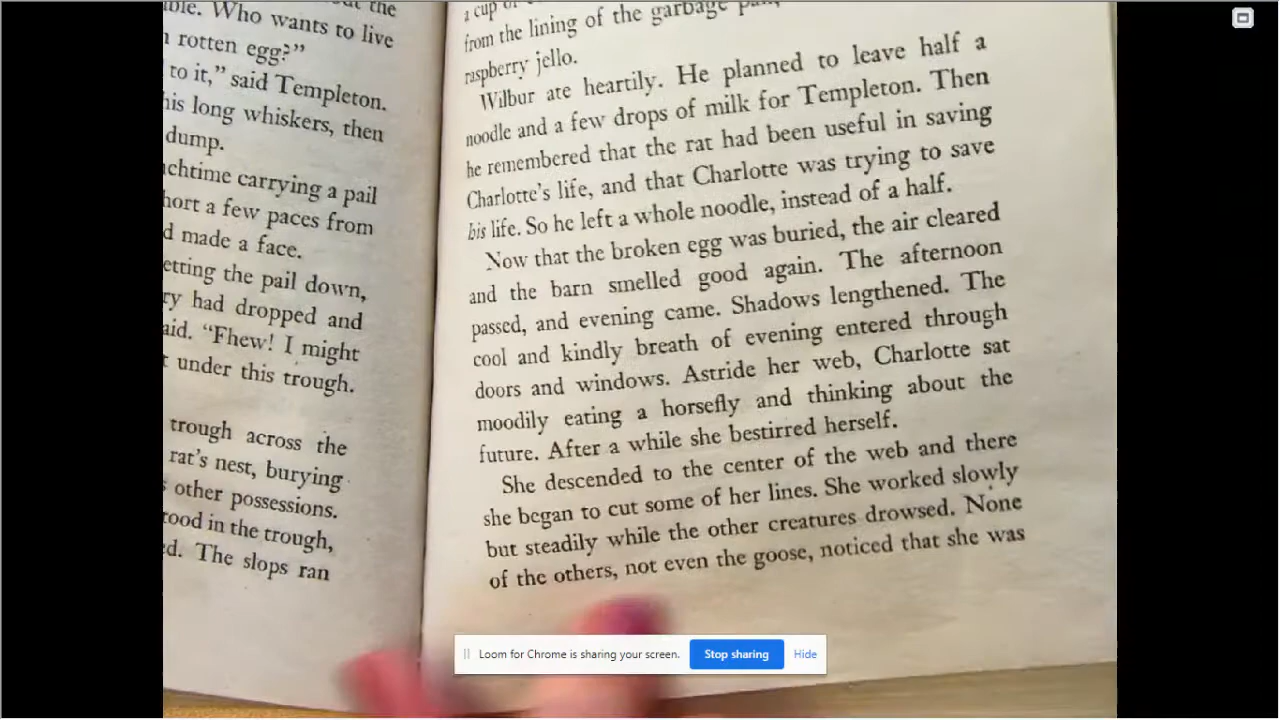 ble. Who wants to live
rotten egg?”
to it,” said Templeton.
his long whiskers, then
dump.
chtime carrying a pail
hort a few paces from
d made a face.
etting the pail down,
ry had dropped and
aid. “Fhew! I might
t under this trough.
trough across the
rat’s nest, burying
other possessions.
tood in the trough,
ed. The slops ran
a cup of
from the lining of the garbage pail,
raspberry jello.
Wilbur ate heartily. He planned to leave half a
noodle and a few drops of milk for Templeton. Then
he remembered that the rat had been useful in saving
Charlotte’s life, and that Charlotte was trying to save
his life. So he left a whole noodle, instead of a half.
Now that the broken egg was buried, the air cleared
and the barn smelled good again. The afternoon
passed, and evening came. Shadows lengthened. The
cool and kindly breath of evening entered through
doors and windows. Astride her web, Charlotte sat
moodily eating a horsefly and thinking about the
future. After a while she bestirred herself.
She descended to the center of the web and there
she began to cut some of her lines. She worked slowly
but steadily while the other creatures drowsed. None
of the others, not even the goose, noticed that she was
Loom for Chrome is sharing your screen.
Stop sharing
Hide